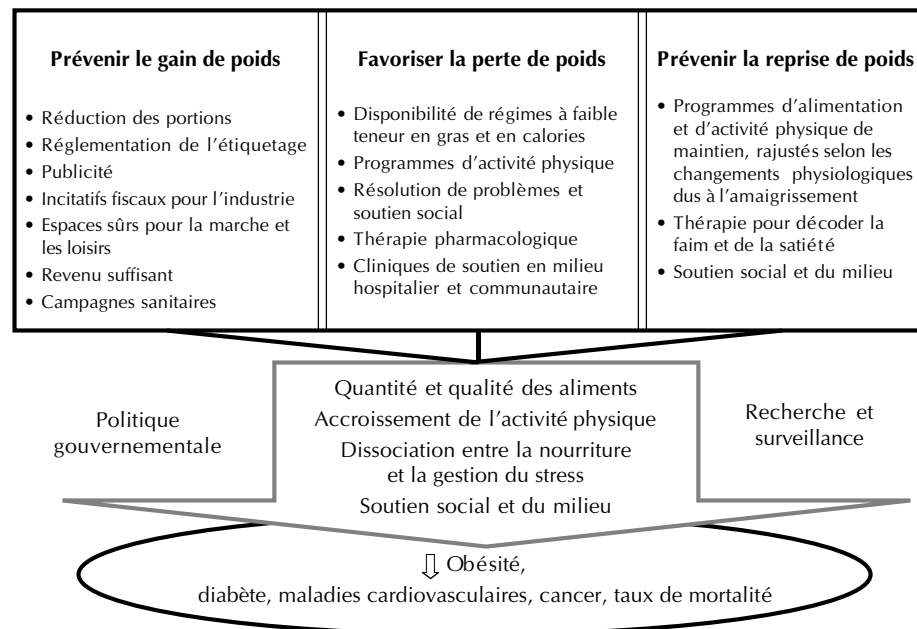 Prévenir le gain de poids
• Réduction des portions
• Réglementation de l'étiquetage
• Publicité
• Incitatifs fiscaux pour l'industrie
• Espaces sûrs pour la marche et
les loisirs
• Revenu suffisant
• Campagnes sanitaires
Favoriser la perte de poids
• Disponibilité de régimes à faible
teneur en gras et en calories
• Programmes d'activité physique
• Résolution de problèmes et
soutien social
• Thérapie pharmacologique
• Cliniques de soutien en milieu
hospitalier et communautaire
Prévenir la reprise de poids
• Programmes d'alimentation
et d'activité physique de
maintien, rajustés selon les
changements physiologiques
dus à l'amaigrissement
• Thérapie pour décoder la
faim et de la satiété
• Soutien social et du milieu
Politique
gouvernementale
Quantité et qualité des aliments
Accroissement de l'activité physique
Dissociation entre la nourriture
et la gestion du stress
Soutien social et du milieu
Recherche et
surveillance
⇩ Obésité,
diabète, maladies cardiovasculaires, cancer, taux de mortalité